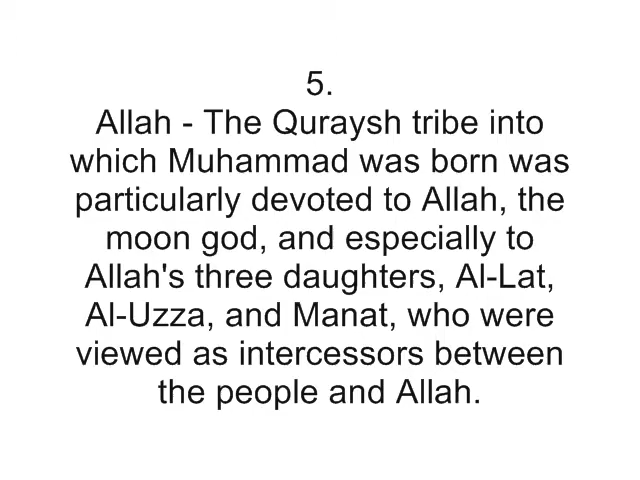 5.
Allah - The Quraysh tribe into
which Muhammad was born was
particularly devoted to Allah, the
moon god, and especially to
Allah's three daughters, Al-Lat,
Al-Uzza, and Manat, who were
viewed as intercessors between
the people and Allah.